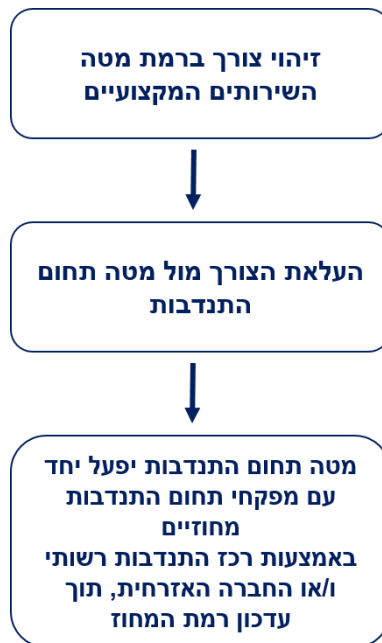 זיהוי צורך ברמת מטה
השירותים המקצועיים
העלאת הצורך מול מטה תחום
התנדבות
מטה תחום התנדבות יפעל יחד
עם מפקחי תחום התנדבות
מחוזיים
באמצעות רכז התנדבות רשותי
ו/או החברה האזרחית, תוך
עדכון רמת המחוז